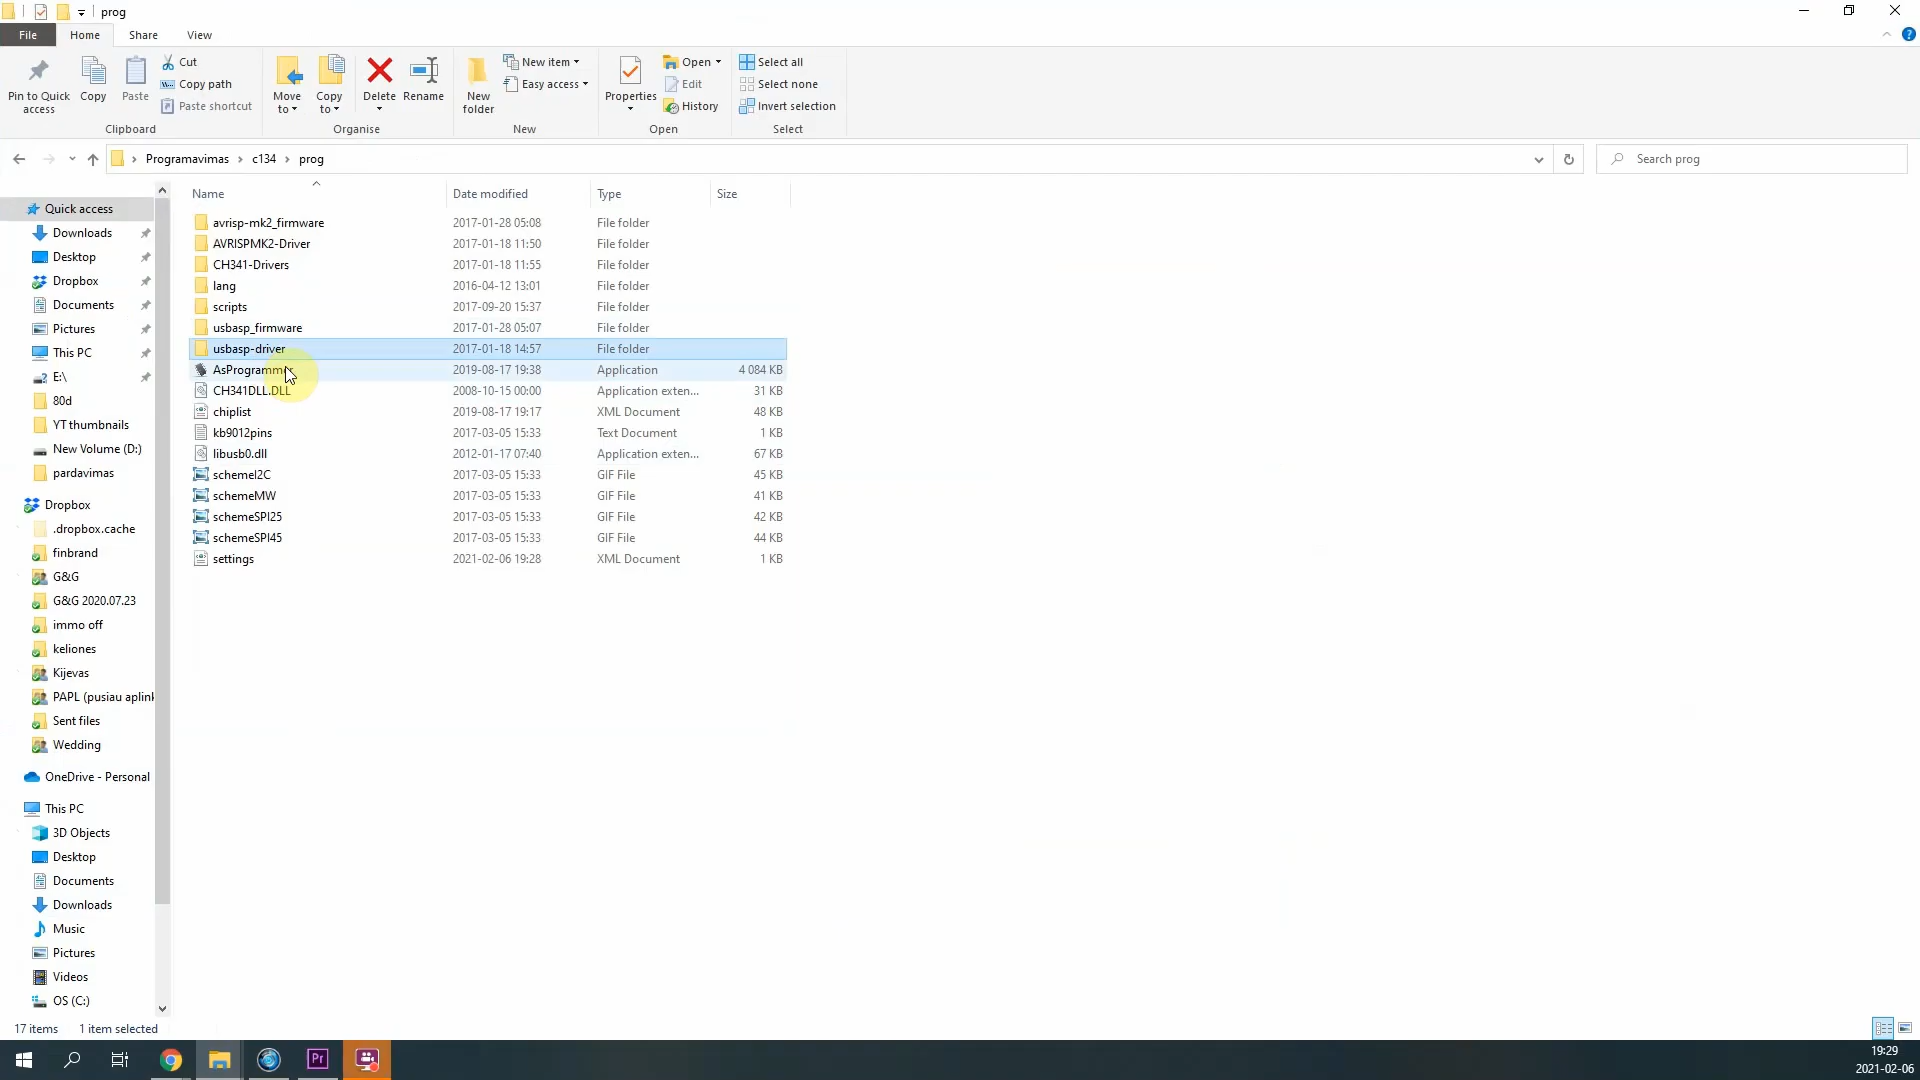 prog
File
Home
Share
View
Pin to Quick access
Copy
Paste
Cut
Copy path
Paste shortcut
Clipboard
Move to
Copy to
Delete
Rename
Organise
New folder
New item
Easy access
New
Properties
Open
Edit
History
Open
Select all
Select none
Invert selection
Select
Programavimas › c134 › prog
Search prog
Quick access
Downloads
Desktop
Dropbox
Documents
Pictures
This PC
E:\
80d
YT thumbnails
New Volume (D:)
pardavimas
Dropbox
.dropbox.cache
finbrand
G&G
G&G 2020.07.23
immo off
keliones
Kijevas
PAPL (pusiau aplink
Sent files
Wedding
OneDrive - Personal
This PC
3D Objects
Desktop
Documents
Downloads
Music
Pictures
Videos
OS (C:)
Name Date modified Type Size
avrisp-mk2_firmware 2017-01-28 05:08 File folder
AVRISPMK2-Driver 2017-01-18 11:50 File folder
CH341-Drivers 2017-01-18 11:55 File folder
lang 2016-04-12 13:01 File folder
scripts 2017-09-20 15:37 File folder
usbasp_firmware 2017-01-28 05:07 File folder
usbasp-driver 2017-01-18 14:57 File folder
AsProgrammer 2019-08-17 19:38 Application 4 084 KB
CH341DLL.DLL 2008-10-15 00:00 Application exten... 31 KB
chiplist 2019-08-17 19:17 XML Document 48 KB
kb9012pins 2017-03-05 15:33 Text Document 1 KB
libusb0.dll 2012-01-17 07:40 Application exten... 67 KB
schemeI2C 2017-03-05 15:33 GIF File 45 KB
schemeMW 2017-03-05 15:33 GIF File 41 KB
schemeSPI25 2017-03-05 15:33 GIF File 42 KB
schemeSPI45 2017-03-05 15:33 GIF File 44 KB
settings 2021-02-06 19:28 XML Document 1 KB
17 items 1 item selected
Pr
19:29
2021-02-06